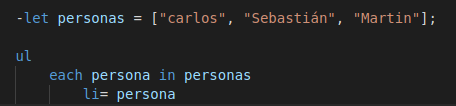 -let personas = ["carlos", "Sebastián", "Martin"];
ul
each persona in personas
li= persona